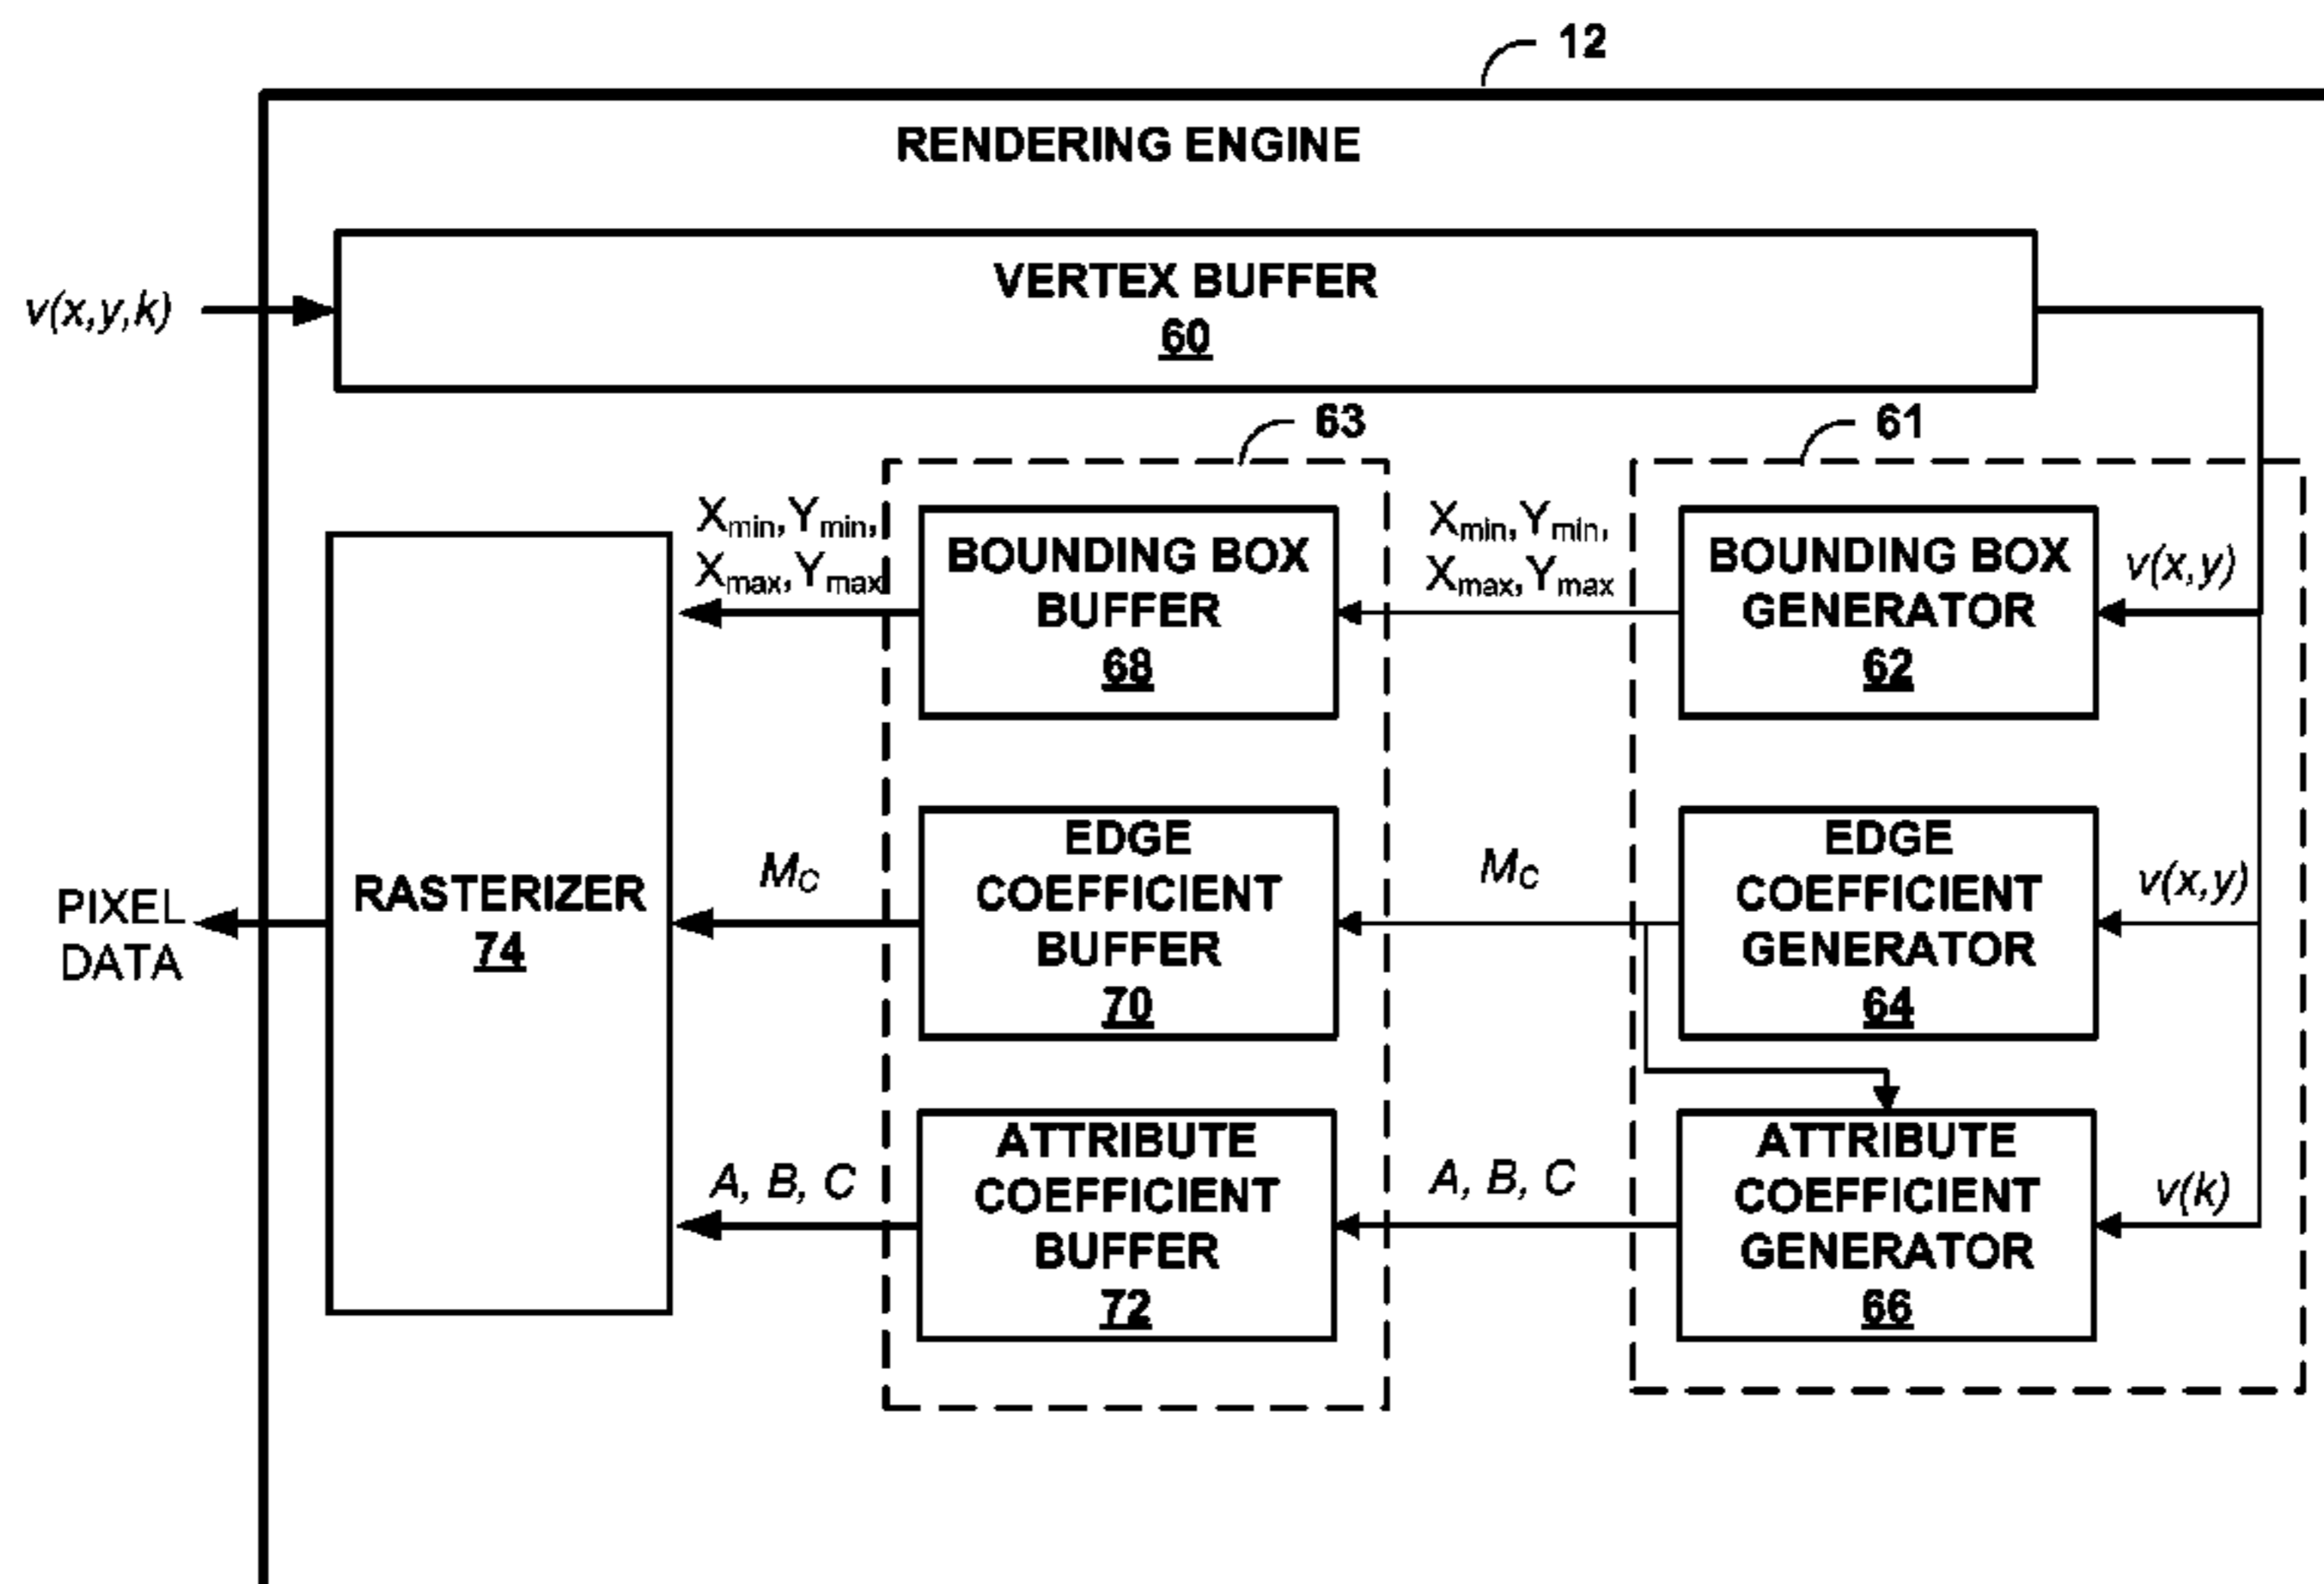 12
RENDERING ENGINE
v(x,y,k)
VERTEX BUFFER
60
63
61
Xmin,Ymin,
Xmax,Ymax
BOUNDING BOX
BUFFER
68
Xmin,Ymin,
Xmax,Ymax
BOUNDING BOX
GENERATOR
62
v(x,y)
PIXEL
DATA
RASTERIZER
74
MC
EDGE
COEFFICIENT
BUFFER
70
MC
EDGE
COEFFICIENT
GENERATOR
64
v(x,y)
A, B, C
ATTRIBUTE
COEFFICIENT
BUFFER
72
A, B, C
ATTRIBUTE
COEFFICIENT
GENERATOR
66
v(k)